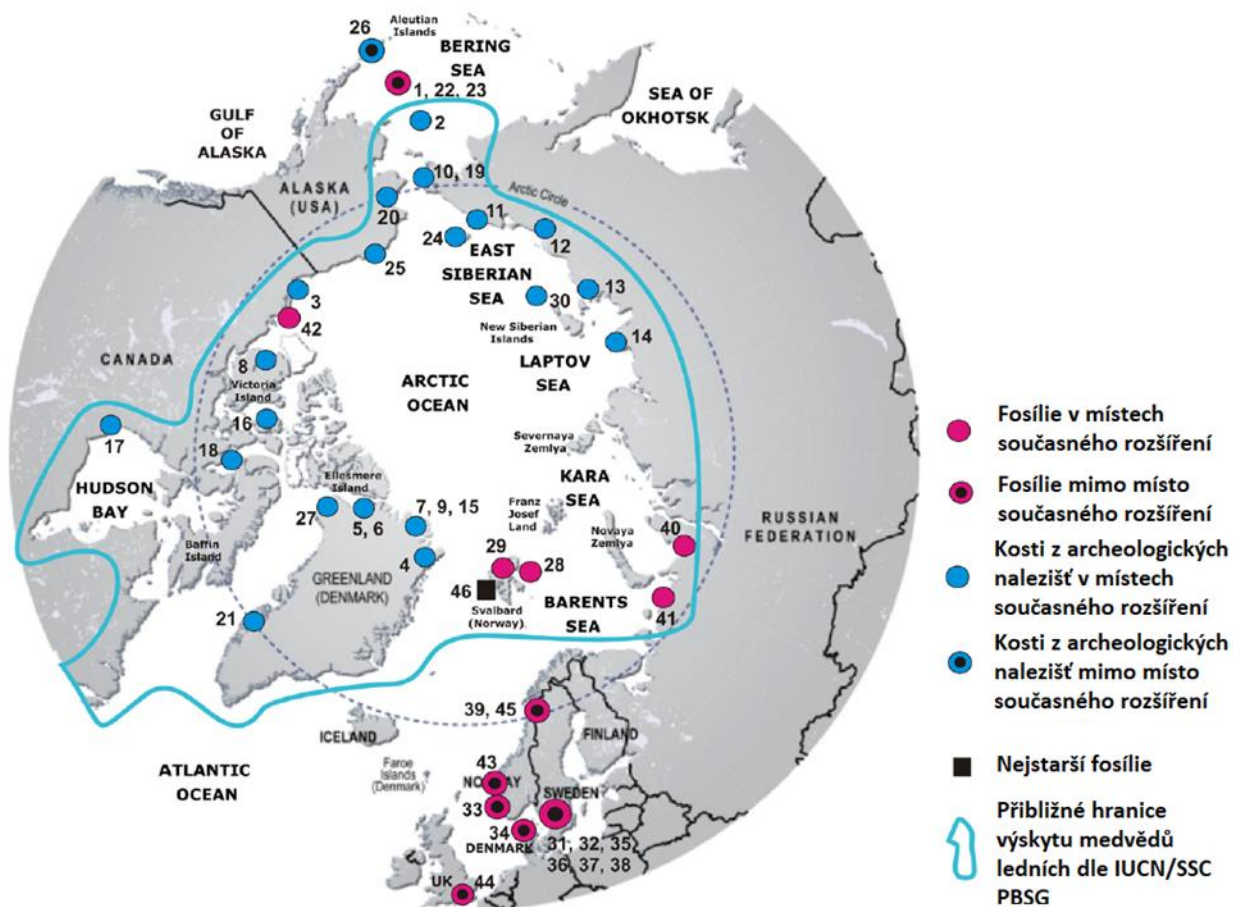 26
Aleutian
Islands
BERING
SEA
1, 22, 23
SEA OF
OKHOTSK
GULF
OF
ALASKA
2
ALASKA
(USA)
10, 19
Arctic Circle
20
11
12
24
EAST
SIBERIAN
SEA
25
3
13
30
42
New Siberian
Islands
14
CANADA
8
Victoria
Island
LAPTOV
SEA
ARCTIC
OCEAN
16
17
18
Severnaya
Zemlya
HUDSON
BAY
Ellesmere
Island
KARA
SEA
27
5, 6
7, 9, 15
Franz
Josef
Land
Novaya
Zemlya
40
RUSSIAN
FEDERATION
Baffin
Island
GREENLAND
(DENMARK)
4
29
28
46
Svalbard
(Norway)
BARENTS
SEA
41
21
39, 45
ICELAND
FINLAND
Faroe
Islands
(Denmark)
ATLANTIC
OCEAN
43
NORWAY
SWEDEN
33
34
DENMARK
31, 32, 35
36, 37, 38
UK
44
Fosílie v místech
současného rozšíření
Fosílie mimo místo
současného rozšíření
Kosti z archeologických
nalezišť v místech
současného rozšíření
Kosti z archeologických
nalezišť mimo místo
současného rozšíření
Nejstarší fosílie
Přibližné hranice
výskytu medvědů
ledních dle IUCN/SSC
PBSG